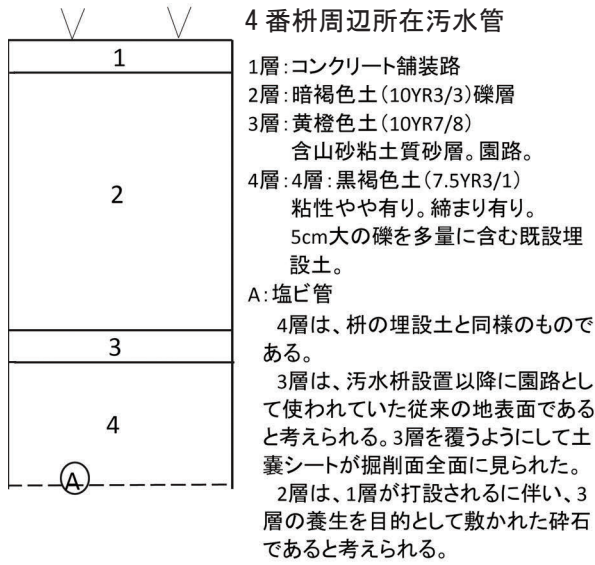 4番枡周辺所在汚水管
1
1層：コンクリート舗装路
2層：暗褐色土（10YR3/3）礫層
3層：黄橙色土（10YR7/8）
含山砂粘土質砂層。園路。
2
4層：4層：黒褐色土（7.5YR3/1）
粘性やや有り。締まり有り。
5cm大の礫を多量に含む既設埋
設土。
A：塩ビ管
4層は、枡の埋設土と同様のもので
ある。
3
3層は、汚水枡設置以降に園路とし
て使われていた従来の地表面である
と考えられる。3層を覆うようにして土
嚢シートが掘削面全面に見られた。
4
2層は、1層が打設されるに伴い、3
層の養生を目的として敷かれた砕石
であると考えられる。
A